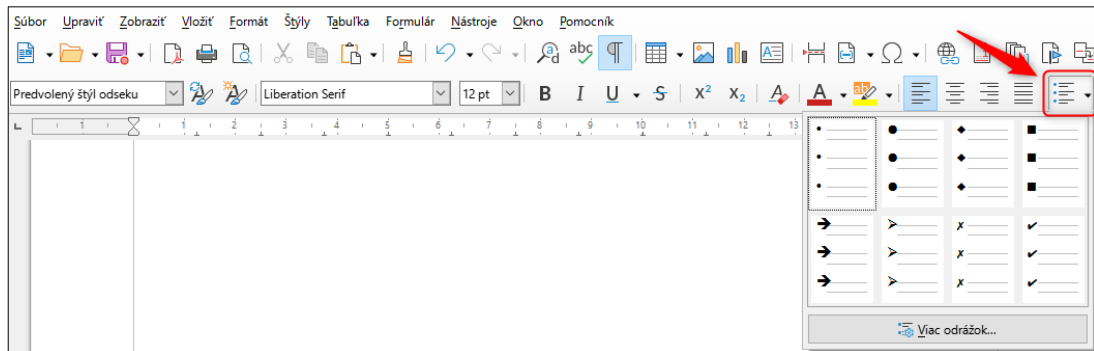 Súbor Upraviť Zobraziť Vložiť Formát Štýly Tabuľka Formulár Nástroje Okno Pomocník
Predvolený štýl odseku Liberation Serif 12 pt B I U S X² X₂ A A
1 1 2 3 4 5 6 7 8 9 10 11 12 13
Viac odrážok...